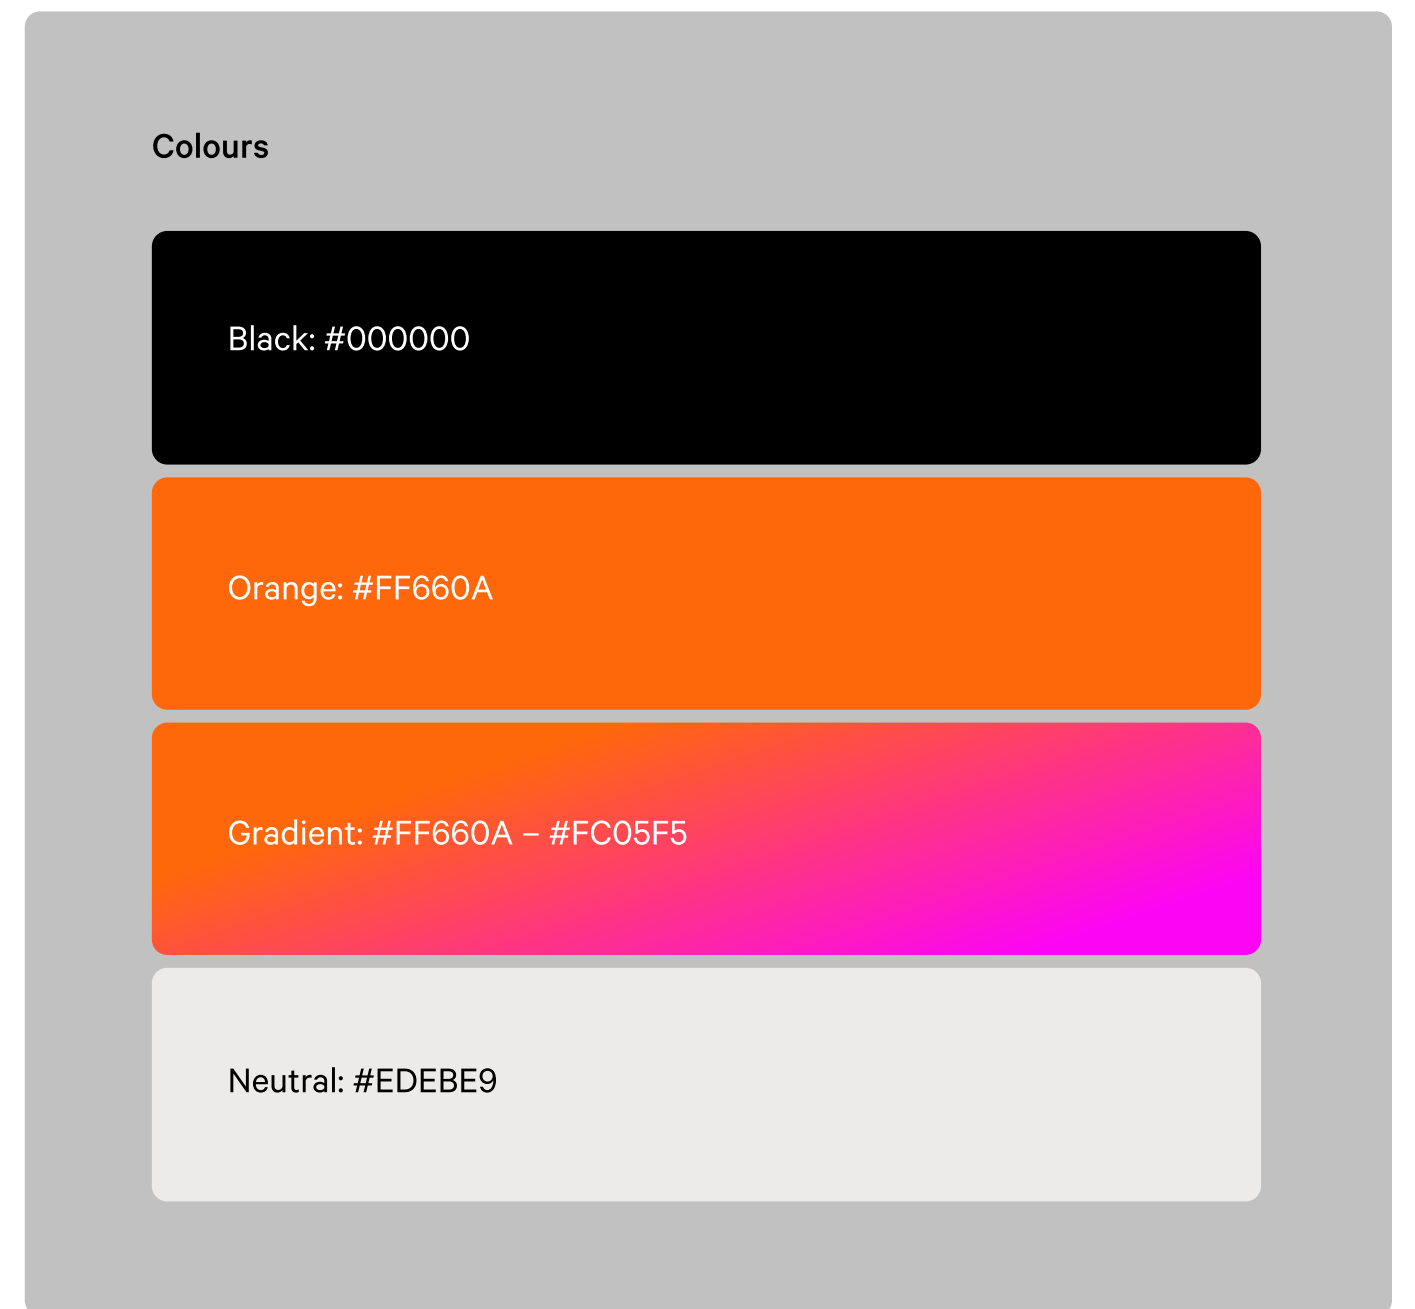 Colours
Black: #000000
Orange: #FF660A
Gradient: #FF660A – #FC05F5
Neutral: #EDEBE9